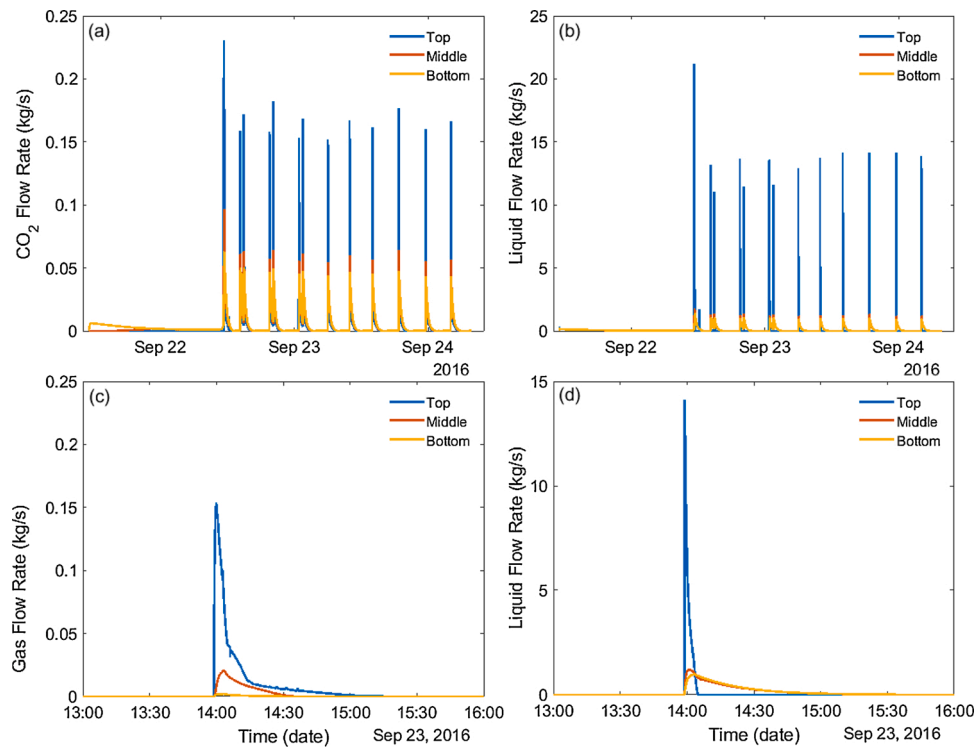 (a)
Top
Middle
Bottom
CO2 Flow Rate (kg/s)
0.25
0.2
0.15
0.1
0.05
0
Sep 22
Sep 23
Sep 24
2016
(b)
Top
Middle
Bottom
Liquid Flow Rate (kg/s)
25
20
15
10
5
0
Sep 22
Sep 23
Sep 24
2016
(c)
Top
Middle
Bottom
Gas Flow Rate (kg/s)
0.25
0.2
0.15
0.1
0.05
0
13:00
13:30
14:00
14:30
15:00
15:30
16:00
Time (date)
Sep 23, 2016
(d)
Top
Middle
Bottom
Liquid Flow Rate (kg/s)
15
10
5
0
13:00
13:30
14:00
14:30
15:00
15:30
16:00
Time (date)
Sep 23, 2016